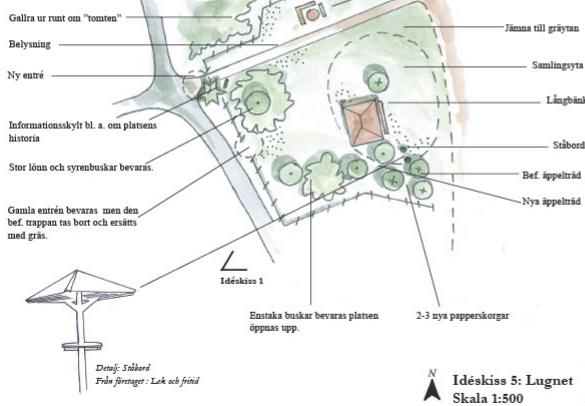 Gallra ur runt om "tomten"
Belysning
Ny entré
Informationsskylt bl. a. om platsens
historia
Stor lönn och syrenbuskar bevaras.
Gamla entrén bevaras men den
bef. trappan tas bort och ersätts
med gräs.
Jämna till gräytan
Samlingsyta
Långbänk
Ståbord
Bef. äppelträd
Nya äppelträd
Idéskiss 1
Enstaka buskar bevaras platsen
öppnas upp.
2-3 nya papperskorgar
Detalj: Ståbord
Från företaget : Lek och fritid
N
Idéskiss 5: Lugnet
Skala 1:500